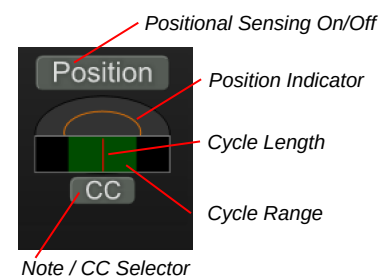 Positional Sensing On/Off
Position
Position Indicator
Cycle Length
CC
Cycle Range
Note / CC Selector